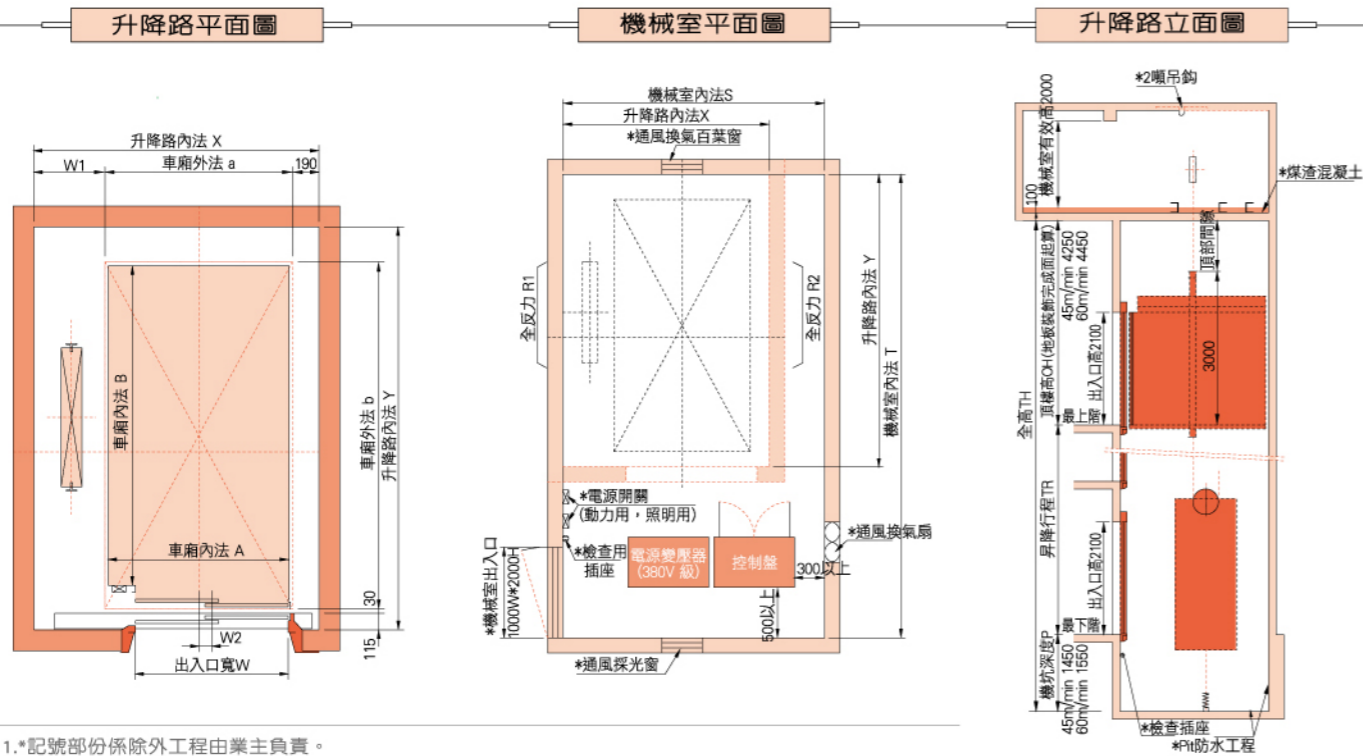 升降路平面圖
機械室平面圖
升降路立面圖
升降路內法 X
W1
車廂外法 a
190
車廂內法 B
車廂外法 b
升降路內法 Y
車廂內法 A
30
W2
115
出入口寬W
機械室內法S
升降路內法X
*通風換氣百葉窗
全反力 R1
全反力 R2
升降路內法 Y
機械室內法 T
*電源開關
(動力用,照明用)
*檢查用
插座
電源變壓器
(380V 級)
控制盤
*通風換氣扇
300以上
500以上
*機械室出入口
1000W*2000H
*通風採光窗
*2噸吊鈎
機械室有效高2000
*煤渣混凝土
100
頂部間隙
頂樓高OH(地板裝飾完成面起算)
45m/min 4250
60m/min 4450
出入口高2100
3000
全高TH
最上階
昇降行程TR
出入口高2100
最下階
機坑深度P
45m/min 1450
60m/min 1550
*檢查插座
*Pit防水工程
1.*記號部份係除外工程由業主負責。